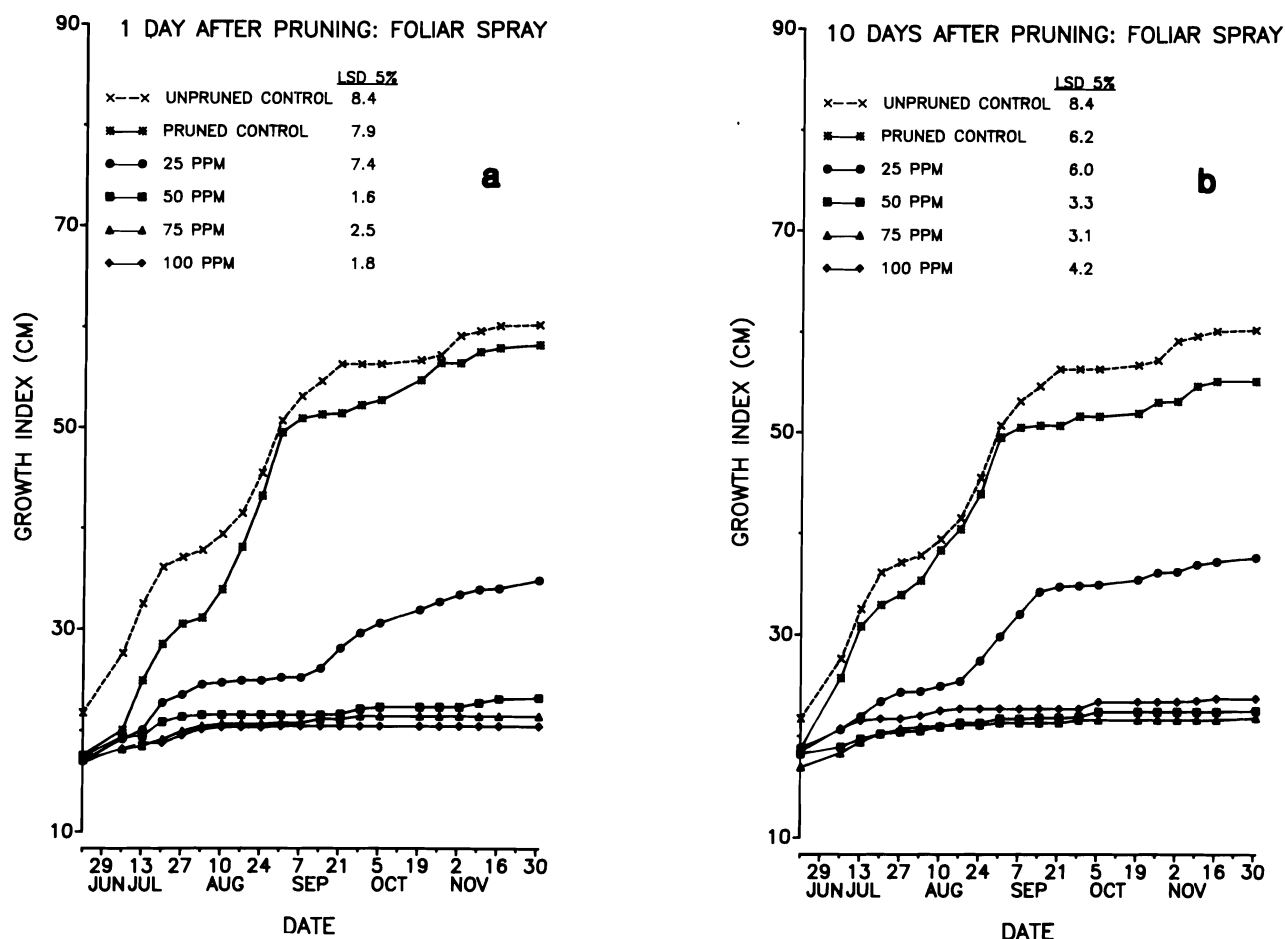 1 DAY AFTER PRUNING: FOLIAR SPRAY
LSD 5%
UNPRUNED CONTROL 8.4
PRUNED CONTROL 7.9
25 PPM 7.4
50 PPM 1.6
75 PPM 2.5
100 PPM 1.8
a
90
70
50
30
10
GROWTH INDEX (CM)
29 13 27 10 24 7 21 5 19 2 16 30
JUN JUL AUG SEP OCT NOV
DATE
10 DAYS AFTER PRUNING: FOLIAR SPRAY
LSD 5%
UNPRUNED CONTROL 8.4
PRUNED CONTROL 6.2
25 PPM 6.0
50 PPM 3.3
75 PPM 3.1
100 PPM 4.2
b
90
70
50
30
10
GROWTH INDEX (CM)
29 13 27 10 24 7 21 5 19 2 16 30
JUN JUL AUG SEP OCT NOV
DATE